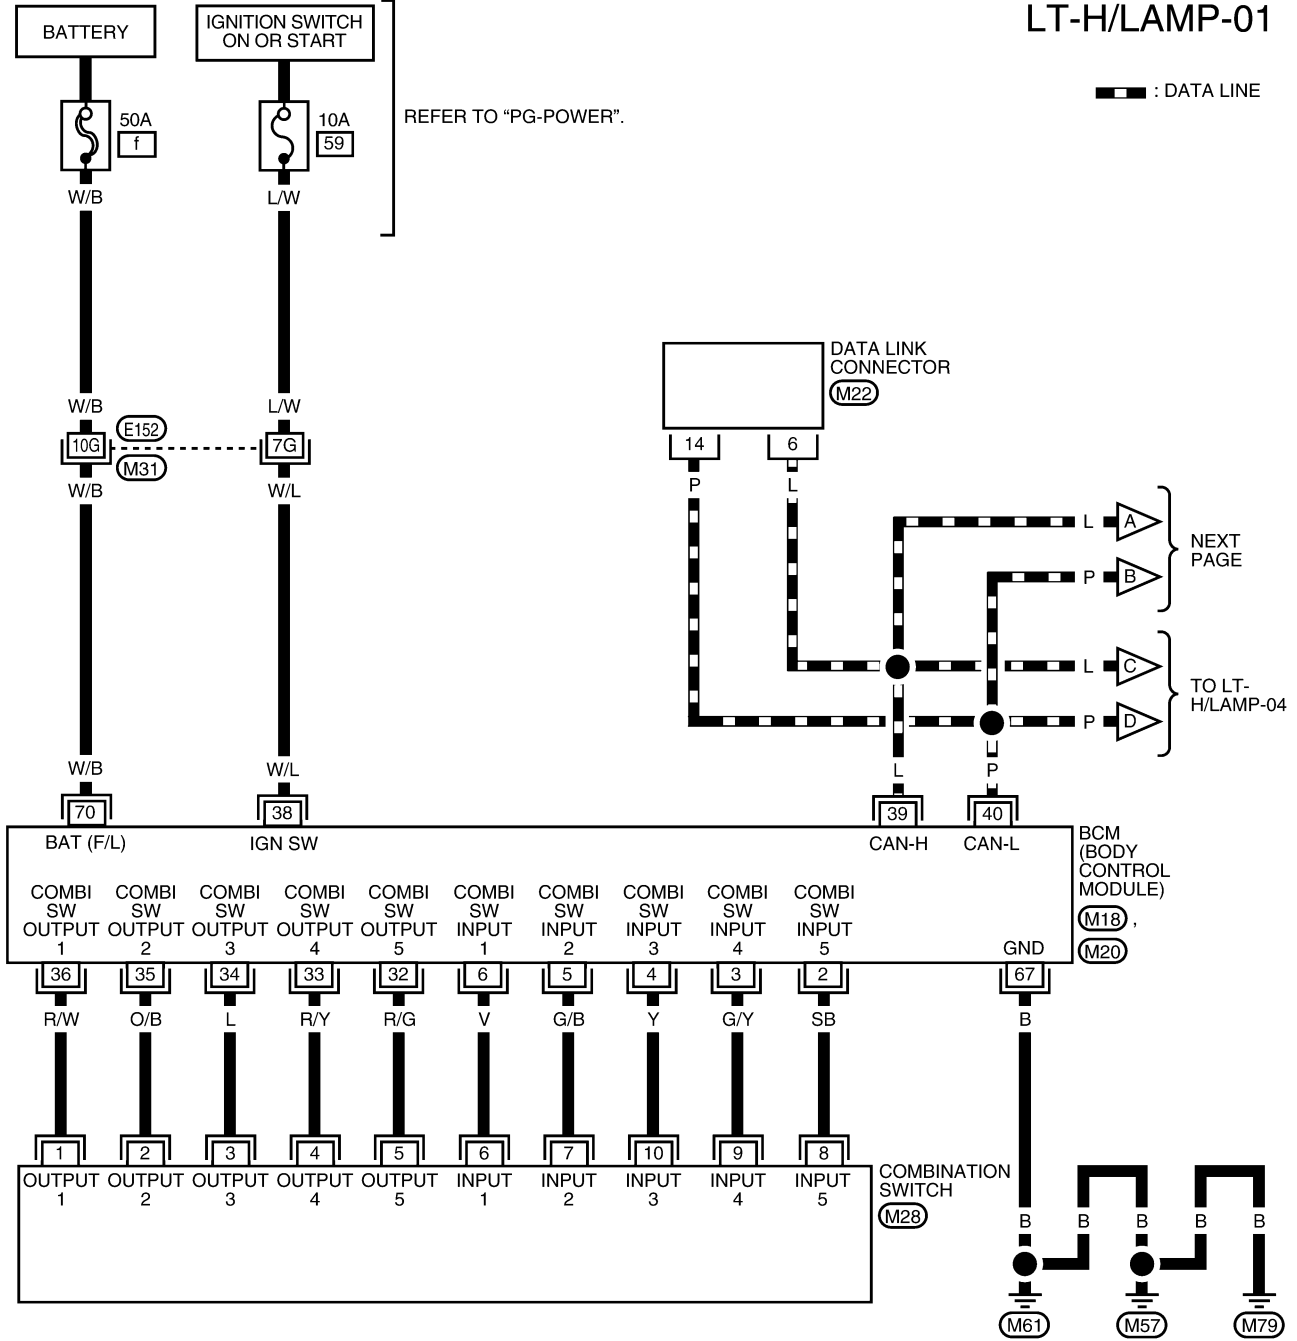 LT-H/LAMP-01
BATTERY
IGNITION SWITCH
ON OR START
: DATA LINE
50A
f
10A
59
REFER TO “PG-POWER”.
W/B
L/W
DATA LINK
CONNECTOR
M22
W/B
L/W
10G
E152
M31
7G
14
6
W/B
W/L
P
L
L
A
P
B
NEXT
PAGE
L
C
P
D
TO LT-
H/LAMP-04
W/B
W/L
L
P
70
38
39
40
BAT (F/L)
IGN SW
CAN-H
CAN-L
BCM
(BODY
CONTROL
MODULE)
M18 ,
M20
COMBI
SW
OUTPUT
1
COMBI
SW
OUTPUT
2
COMBI
SW
OUTPUT
3
COMBI
SW
OUTPUT
4
COMBI
SW
OUTPUT
5
COMBI
SW
INPUT
1
COMBI
SW
INPUT
2
COMBI
SW
INPUT
3
COMBI
SW
INPUT
4
COMBI
SW
INPUT
5
GND
36
35
34
33
32
6
5
4
3
2
67
R/W
O/B
L
R/Y
R/G
V
G/B
Y
G/Y
SB
B
1
2
3
4
5
6
7
10
9
8
OUTPUT
1
OUTPUT
2
OUTPUT
3
OUTPUT
4
OUTPUT
5
INPUT
1
INPUT
2
INPUT
3
INPUT
4
INPUT
5
COMBINATION
SWITCH
M28
B
B
B
B
B
M61
M57
M79